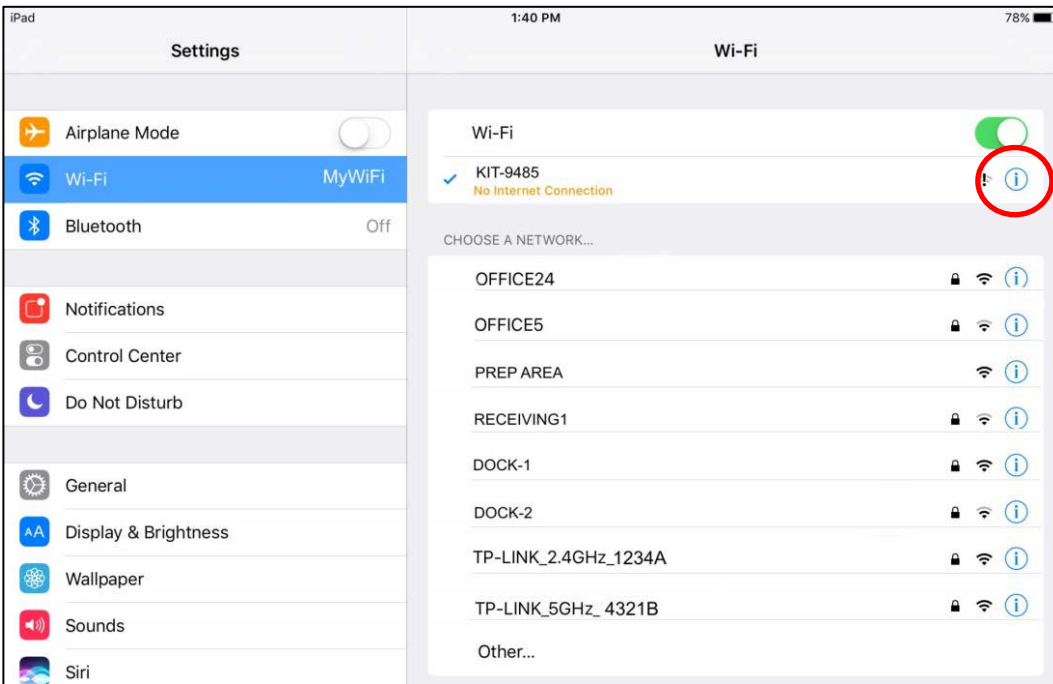 iPad 1:40 PM 78%
Settings
Wi-Fi
Airplane Mode
Wi-Fi MyWiFi
Bluetooth Off
Notifications
Control Center
Do Not Disturb
General
AA Display & Brightness
Wallpaper
Sounds
Siri
Wi-Fi
KIT-9485
No Internet Connection
CHOOSE A NETWORK...
OFFICE24
OFFICE5
PREP AREA
RECEIVING1
DOCK-1
DOCK-2
TP-LINK_2.4GHz_1234A
TP-LINK_5GHz_ 4321B
Other...